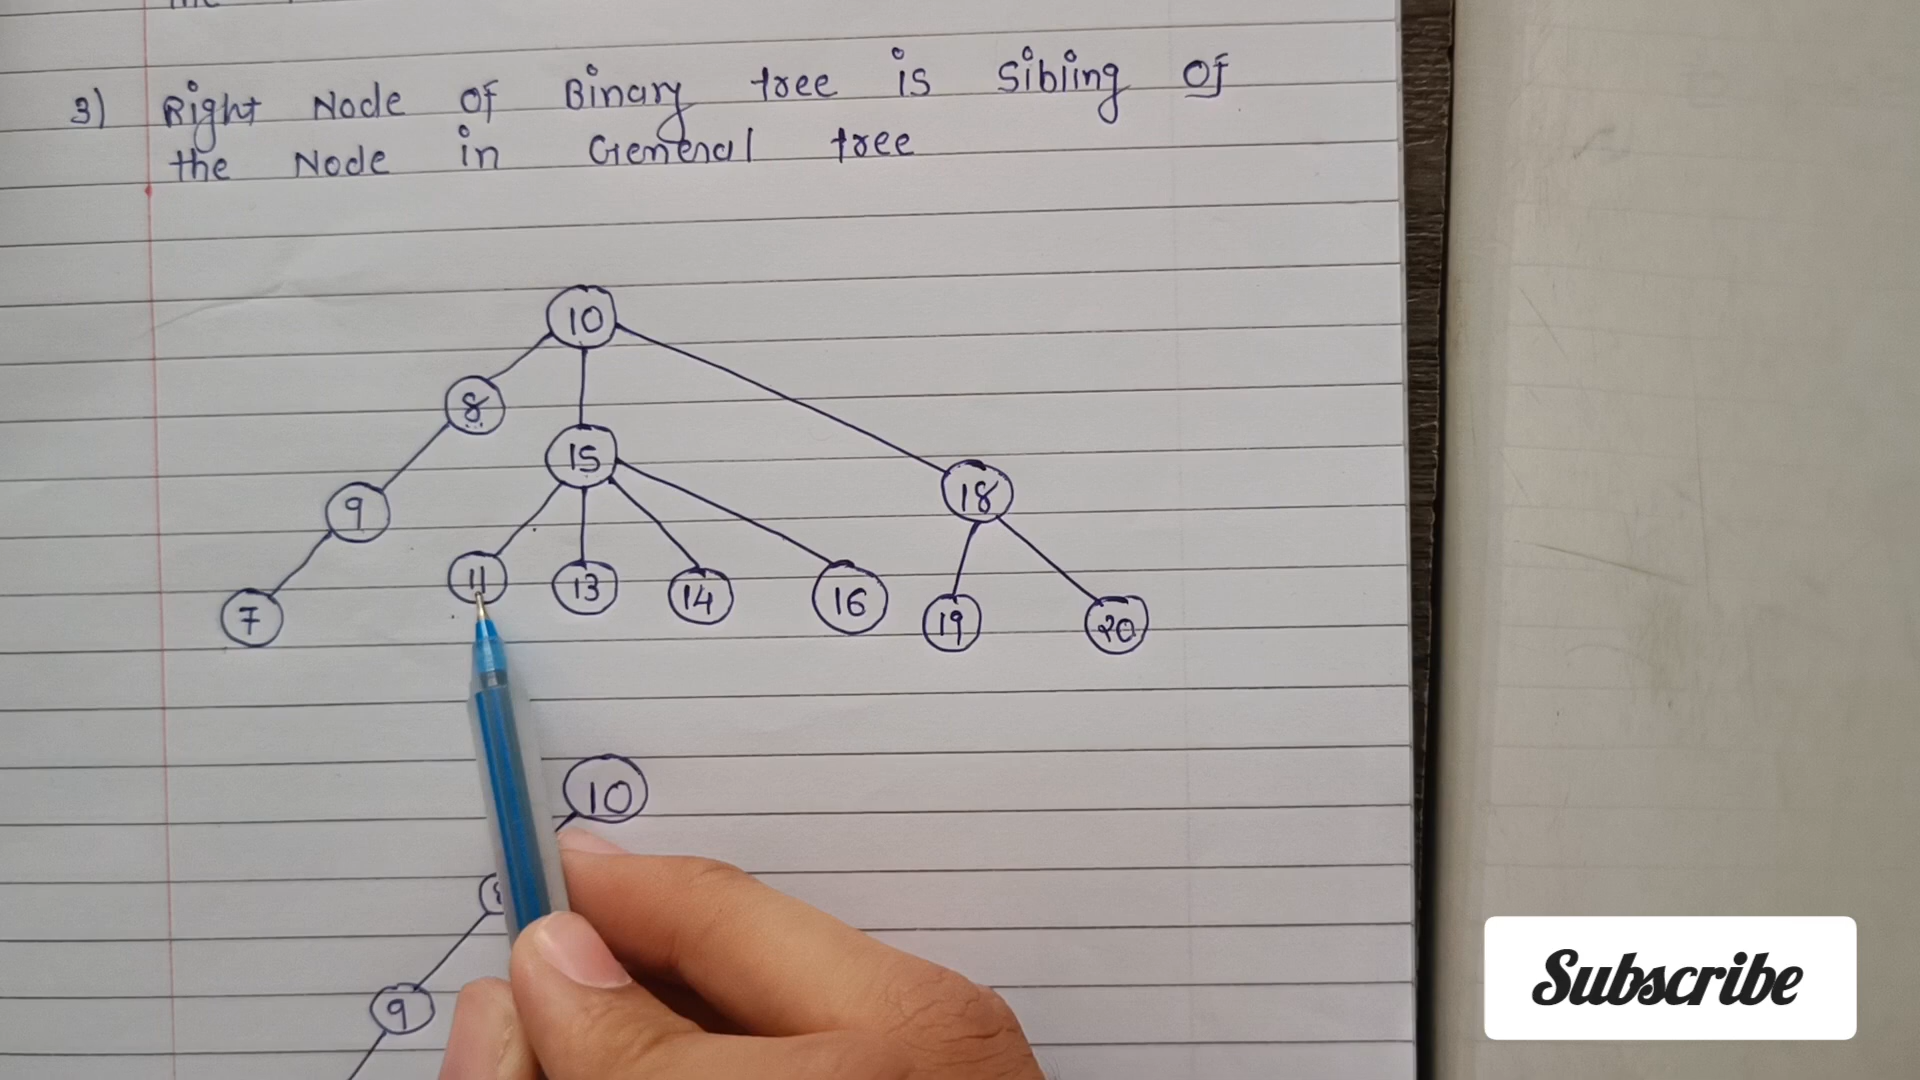 3) Right Node of Binary tree is Sibling Of
the Node in General tree
10
8
15
18
9
11 13 14 16 19 20
7
10
9
Subscribe